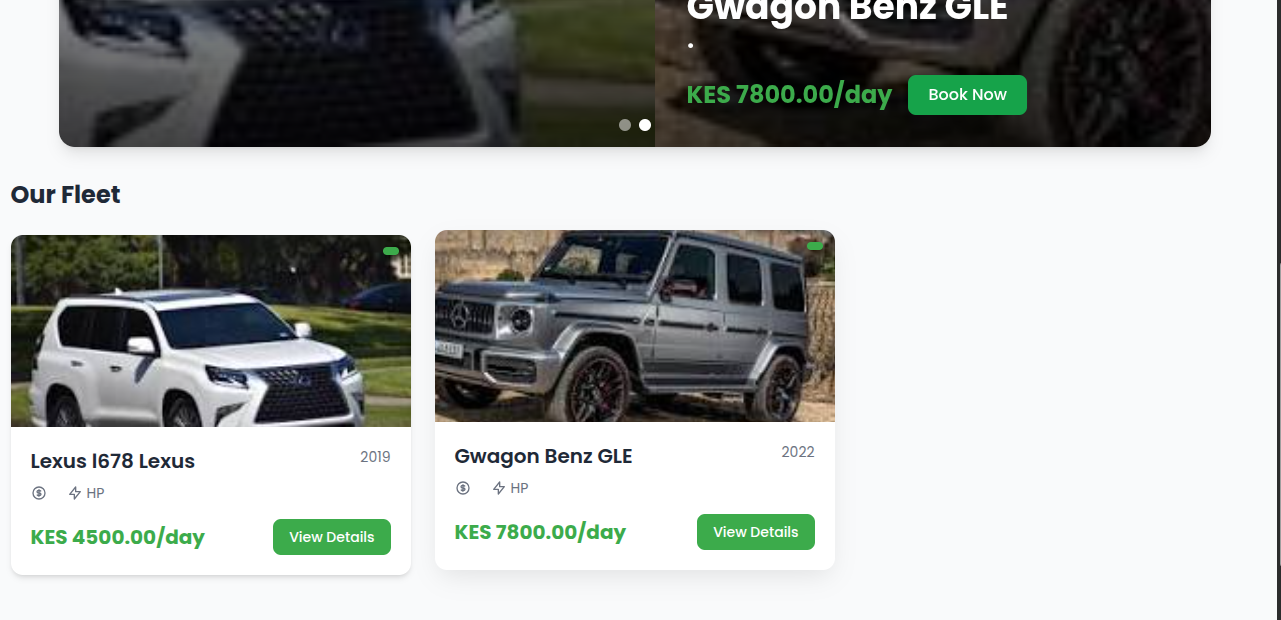 Gwagon Benz GLE
•
KES 7800.00/day
Book Now
Our Fleet
Lexus l678 Lexus
2019
HP
KES 4500.00/day
View Details
Gwagon Benz GLE
2022
HP
KES 7800.00/day
View Details